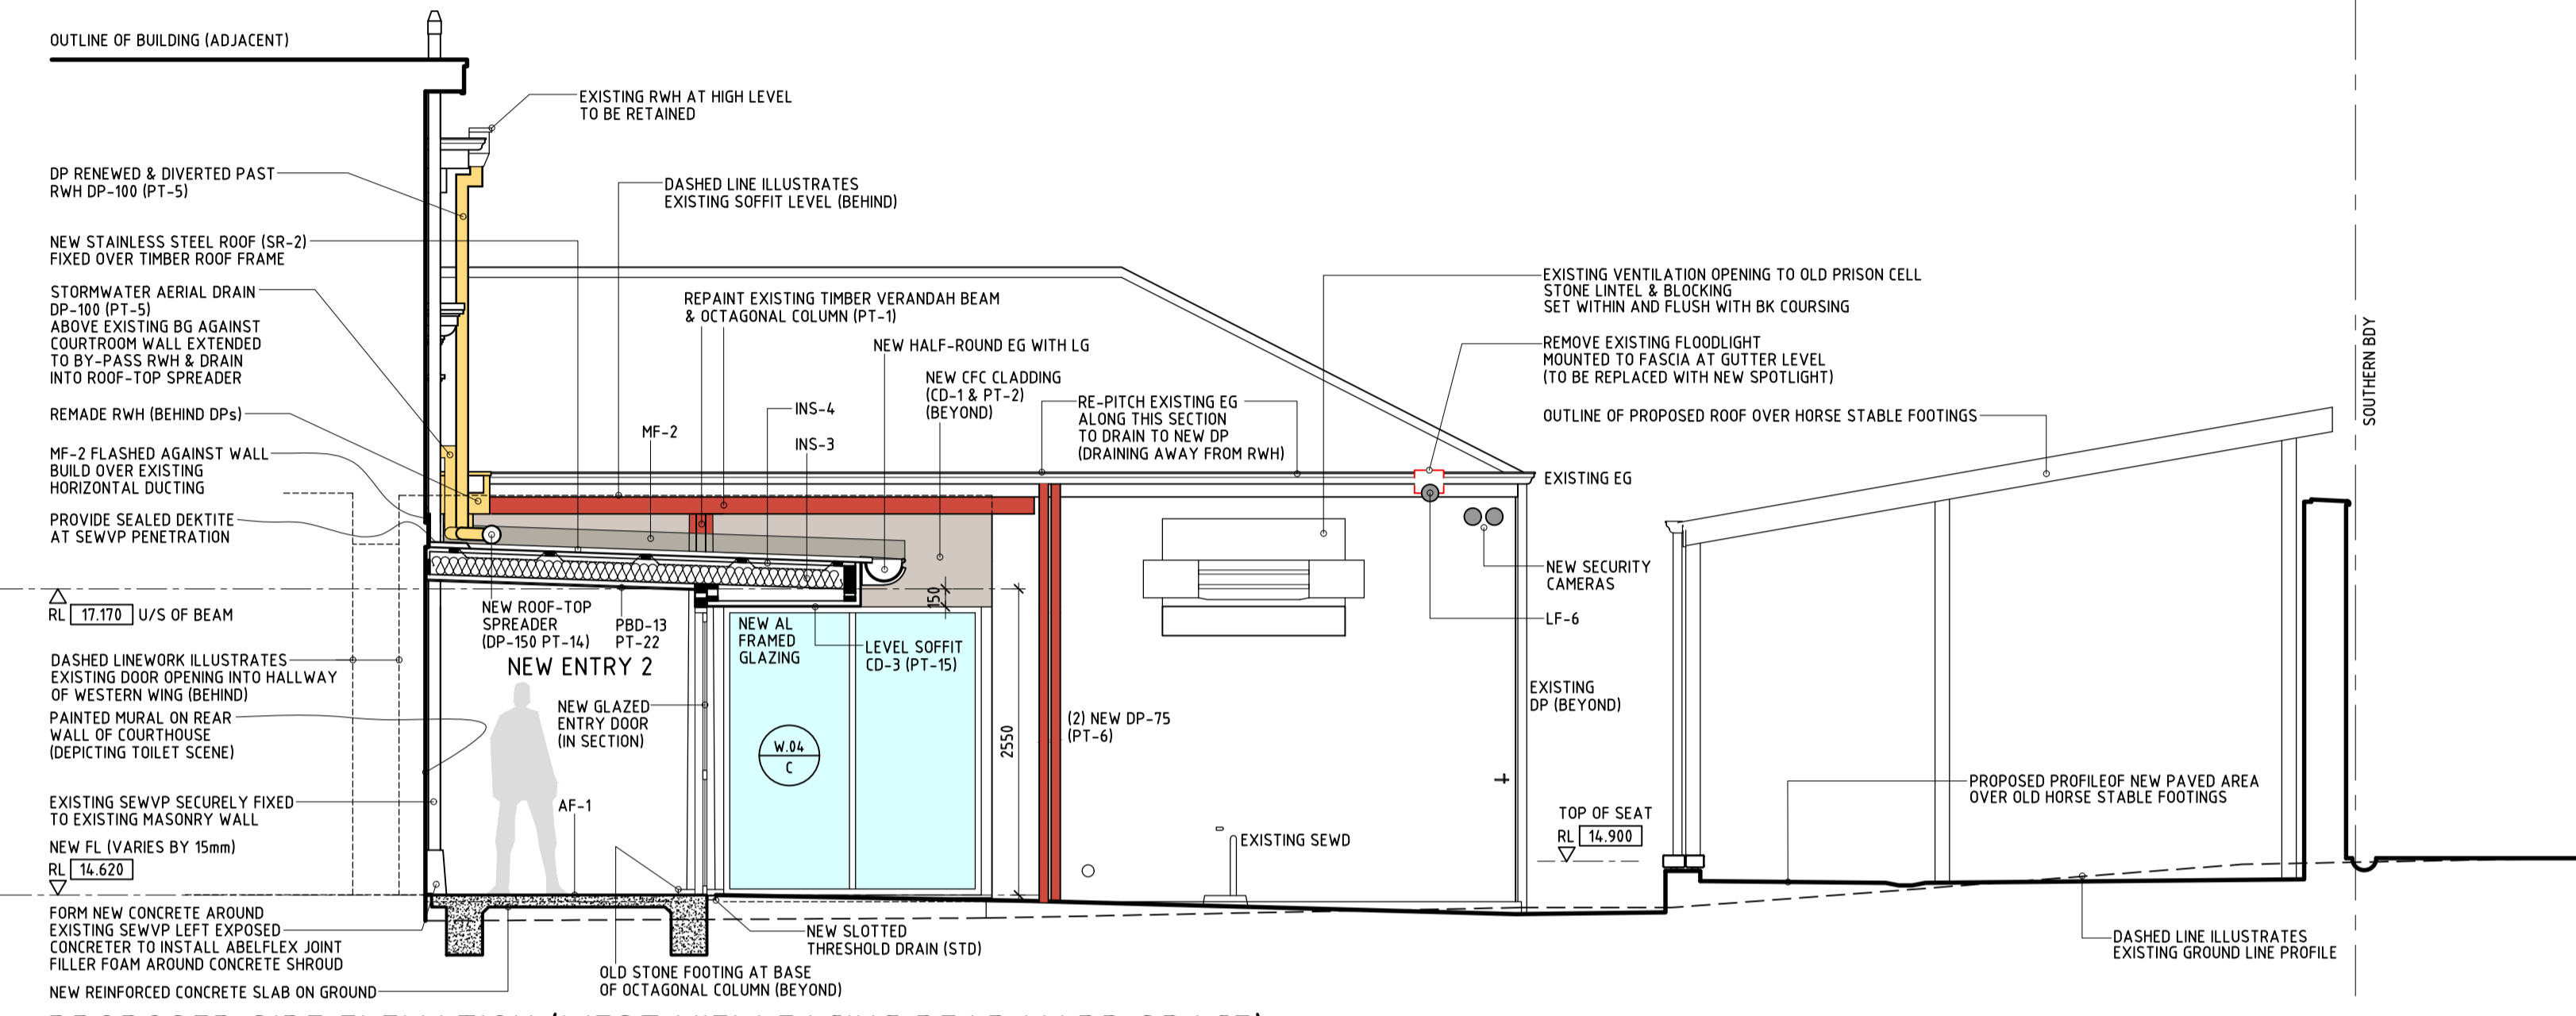 OUTLINE OF BUILDING (ADJACENT)
EXISTING RWH AT HIGH LEVEL
TO BE RETAINED
DP RENEWED & DIVERTED PAST
RWH DP-100 (PT-5)
DASHED LINE ILLUSTRATES
EXISTING SOFFIT LEVEL (BEHIND)
NEW STAINLESS STEEL ROOF (SR-2)
FIXED OVER TIMBER ROOF FRAME
STORMWATER AERIAL DRAIN
DP-100 (PT-5)
ABOVE EXISTING BG AGAINST
COURTROOM WALL EXTENDED
TO BY-PASS RWH & DRAIN
INTO ROOF-TOP SPREADER
REMADE RWH (BEHIND DPs)
MF-2 FLASHED AGAINST WALL
BUILD OVER EXISTING
HORIZONTAL DUCTING
PROVIDE SEALED DEKTITE
AT SEWVP PENETRATION
REPAINT EXISTING TIMBER VERANDAH BEAM
& OCTAGONAL COLUMN (PT-1)
NEW HALF-ROUND EG WITH LG
NEW CFC CLADDING
(CD-1 & PT-2)
(BEYOND)
INS-4
MF-2
INS-3
RE-PITCH EXISTING EG
ALONG THIS SECTION
TO DRAIN TO NEW DP
(DRAINING AWAY FROM RWH)
EXISTING VENTILATION OPENING TO OLD PRISON CELL
STONE LINTEL & BLOCKING
SET WITHIN AND FLUSH WITH BK COURSING
REMOVE EXISTING FLOODLIGHT
MOUNTED TO FASCIA AT GUTTER LEVEL
(TO BE REPLACED WITH NEW SPOTLIGHT)
OUTLINE OF PROPOSED ROOF OVER HORSE STABLE FOOTINGS
SOUTHERN BDY
EXISTING EG
NEW SECURITY
CAMERAS
LF-6
RL 17.170 U/S OF BEAM
NEW ROOF-TOP
SPREADER
(DP-150 PT-14)
PBD-13
PT-22
NEW ENTRY 2
NEW AL
FRAMED
GLAZING
150
LEVEL SOFFIT
CD-3 (PT-15)
DASHED LINEWORK ILLUSTRATES
EXISTING DOOR OPENING INTO HALLWAY
OF WESTERN WING (BEHIND)
PAINTED MURAL ON REAR
WALL OF COURTHOUSE
(DEPICTING TOILET SCENE)
NEW GLAZED
ENTRY DOOR
(IN SECTION)
W.04
C
2550
(2) NEW DP-75
(PT-6)
EXISTING
DP (BEYOND)
EXISTING SEWVP SECURELY FIXED
TO EXISTING MASONRY WALL
AF-1
NEW FL (VARIES BY 15mm)
RL 14.620
EXISTING SEWD
TOP OF SEAT
RL 14.900
PROPOSED PROFILEOF NEW PAVED AREA
OVER OLD HORSE STABLE FOOTINGS
FORM NEW CONCRETE AROUND
EXISTING SEWVP LEFT EXPOSED
CONCRETER TO INSTALL ABELFLEX JOINT
FILLER FOAM AROUND CONCRETE SHROUD
NEW REINFORCED CONCRETE SLAB ON GROUND
NEW SLOTTED
THRESHOLD DRAIN (STD)
OLD STONE FOOTING AT BASE
OF OCTAGONAL COLUMN (BEYOND)
DASHED LINE ILLUSTRATES
EXISTING GROUND LINE PROFILE